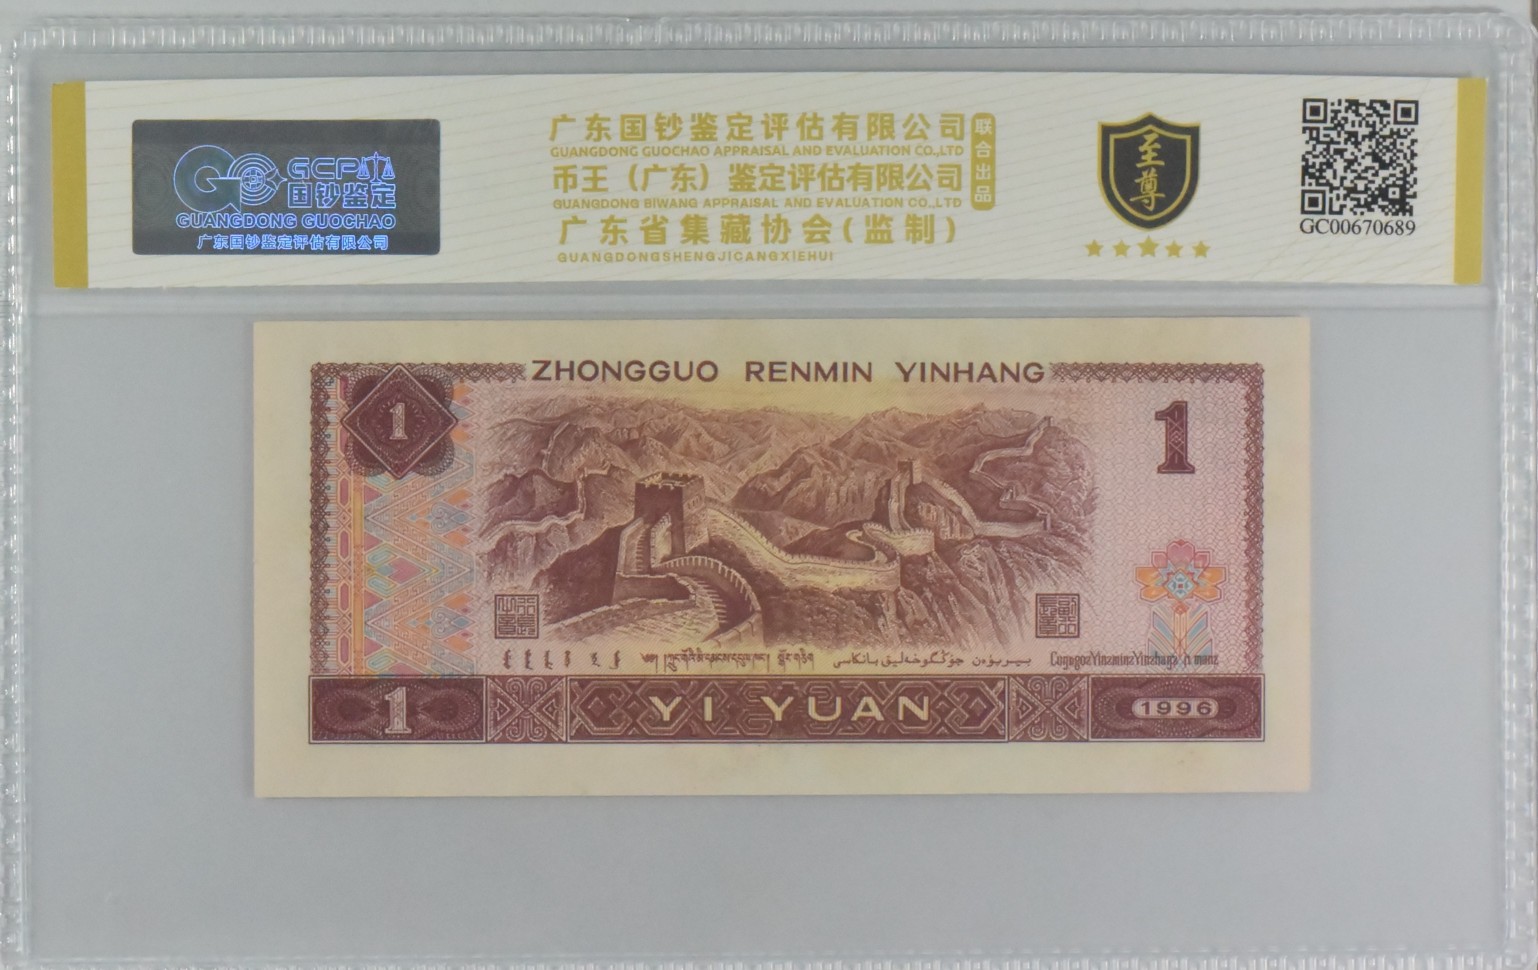 GCP
国钞鉴定
GUANGDONG GUOCHAO
广东国钞鉴定评估有限公司
广东国钞鉴定评估有限公司
GUANGDONG GUOCHAO APPRAISAL AND EVALUATION CO.,LTD
币王（广东）鉴定评估有限公司
GUANGDONG BIWANG APPRAISAL AND EVALUATION CO.,LTD
联合出品
广东省集藏协会(监制)
GUANGDONGSHENGJICANGXIEHUI
至尊
GC00670689
ZHONGGUO RENMIN YINHANG
1
1
1
YI YUAN
1996